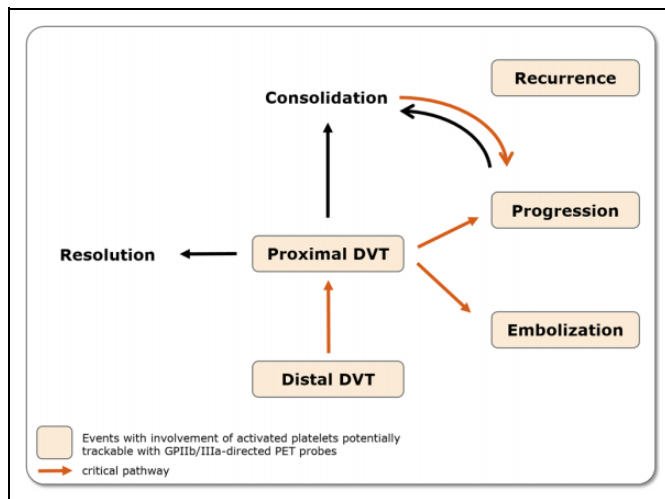 Recurrence
Consolidation
Progression
Resolution
Proximal DVT
Embolization
Distal DVT
Events with involvement of activated platelets potentially
trackable with GPIIb/IIIa-directed PET probes
critical pathway